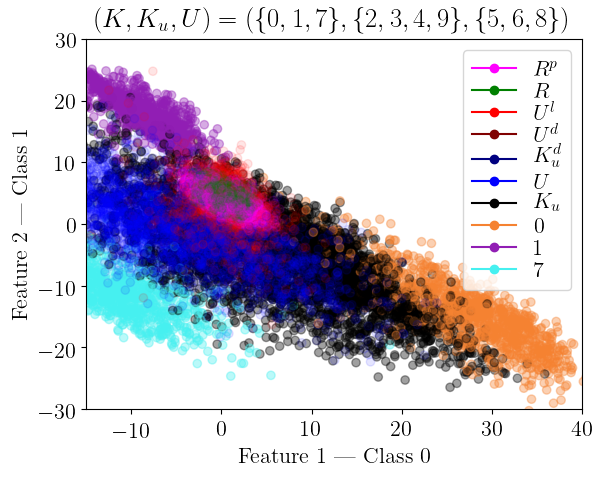 (K, K_u, U) = ({0, 1, 7}, {2, 3, 4, 9}, {5, 6, 8})
30
20
10
0
−10
−20
−30
Feature 2 — Class 1
R^p
R
U^l
U^d
K_u^d
U
K_u
0
1
7
−10
0
10
20
30
40
Feature 1 — Class 0